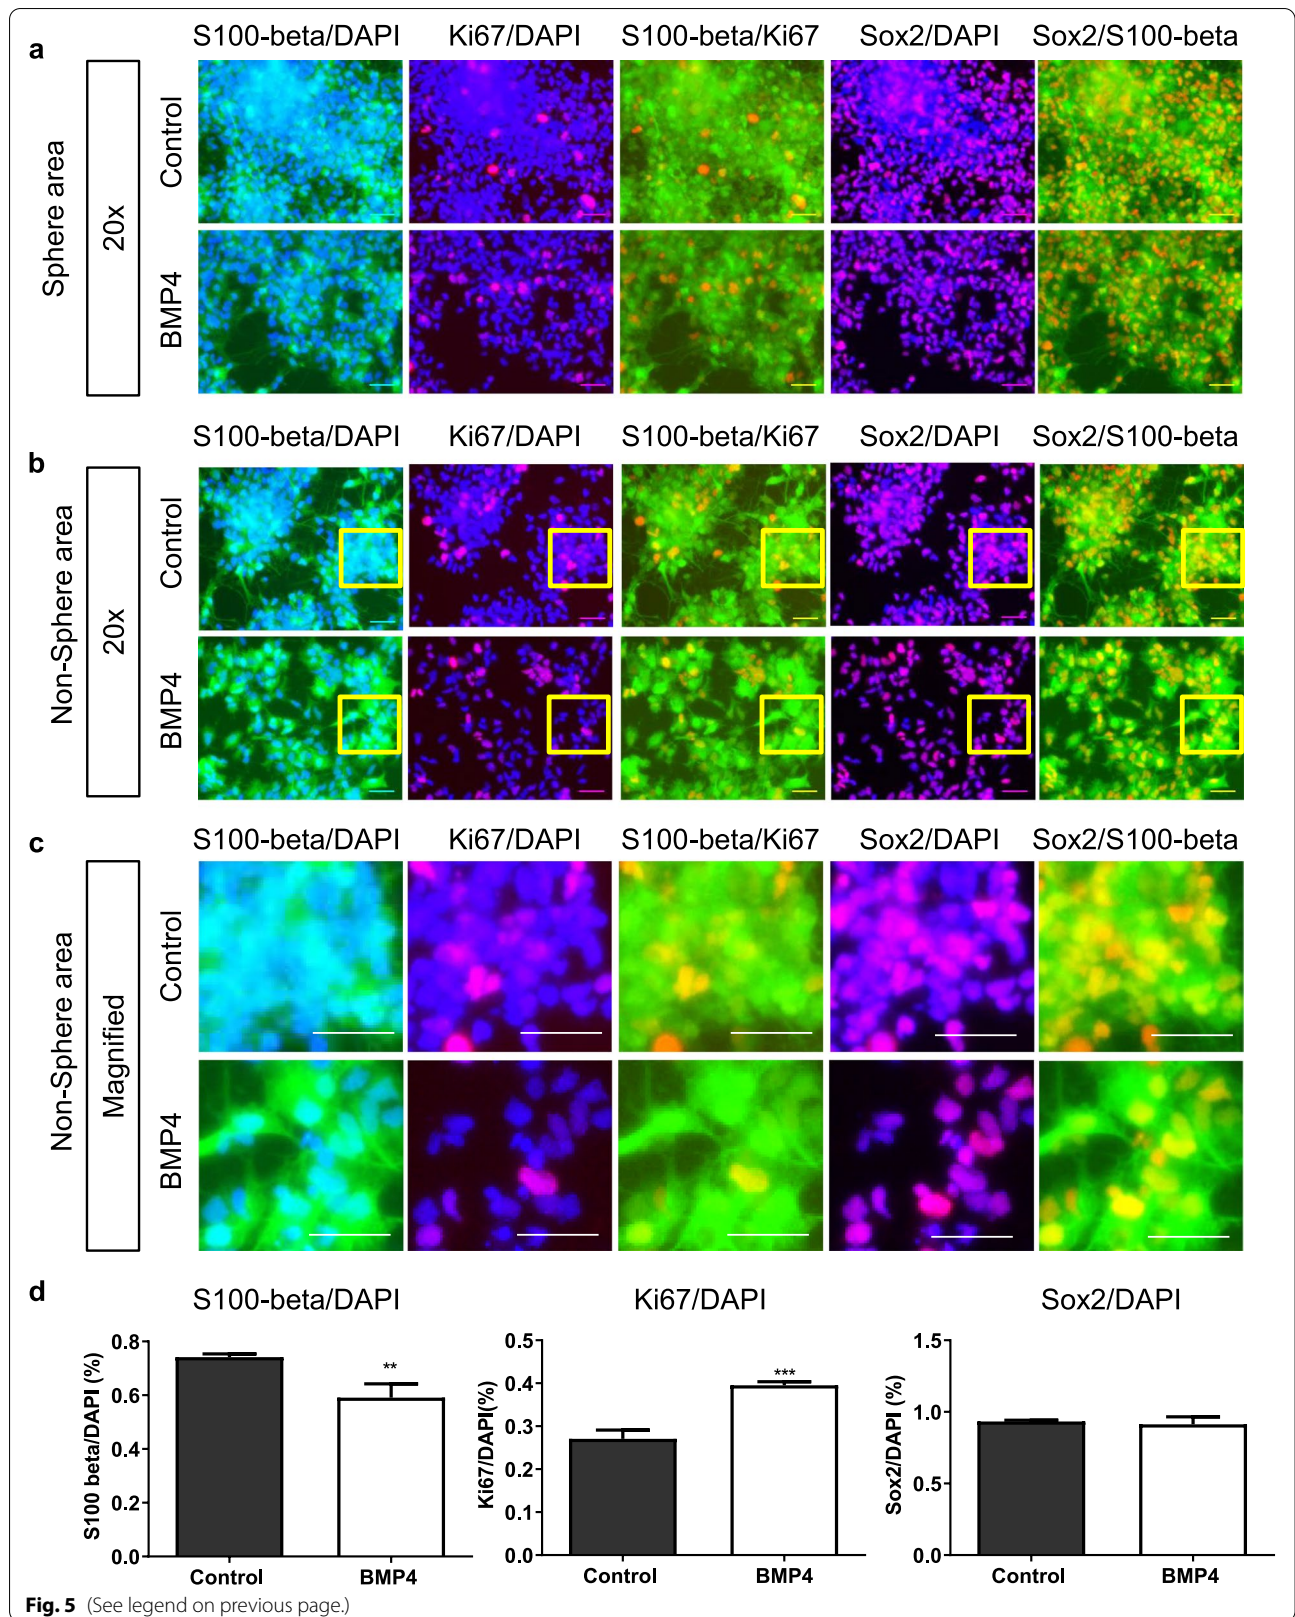 a
S100-beta/DAPI Ki67/DAPI S100-beta/Ki67 Sox2/DAPI Sox2/S100-beta
Sphere area
20x
Control
BMP4
b
S100-beta/DAPI Ki67/DAPI S100-beta/Ki67 Sox2/DAPI Sox2/S100-beta
Non-Sphere area
20x
Control
BMP4
c
S100-beta/DAPI Ki67/DAPI S100-beta/Ki67 Sox2/DAPI Sox2/S100-beta
Non-Sphere area
Magnified
Control
BMP4
d
S100-beta/DAPI
S100 beta/DAPI (%)
0.8
0.6
0.4
0.2
0.0
**
Control BMP4
Ki67/DAPI
Ki67/DAPI(%)
0.5
0.4
0.3
0.2
0.1
0.0
***
Control BMP4
Sox2/DAPI
Sox2/DAPI (%)
1.5
1.0
0.5
0.0
Control BMP4
Fig. 5 (See legend on previous page.)